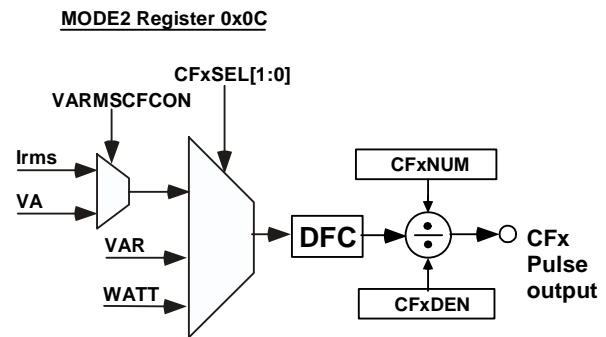 MODE2 Register 0x0C
CFxSEL[1:0]
VARMSCFCON
Irms
VA
VAR
WATT
DFC
CFxNUM
CFxDEN
CFx
Pulse
output